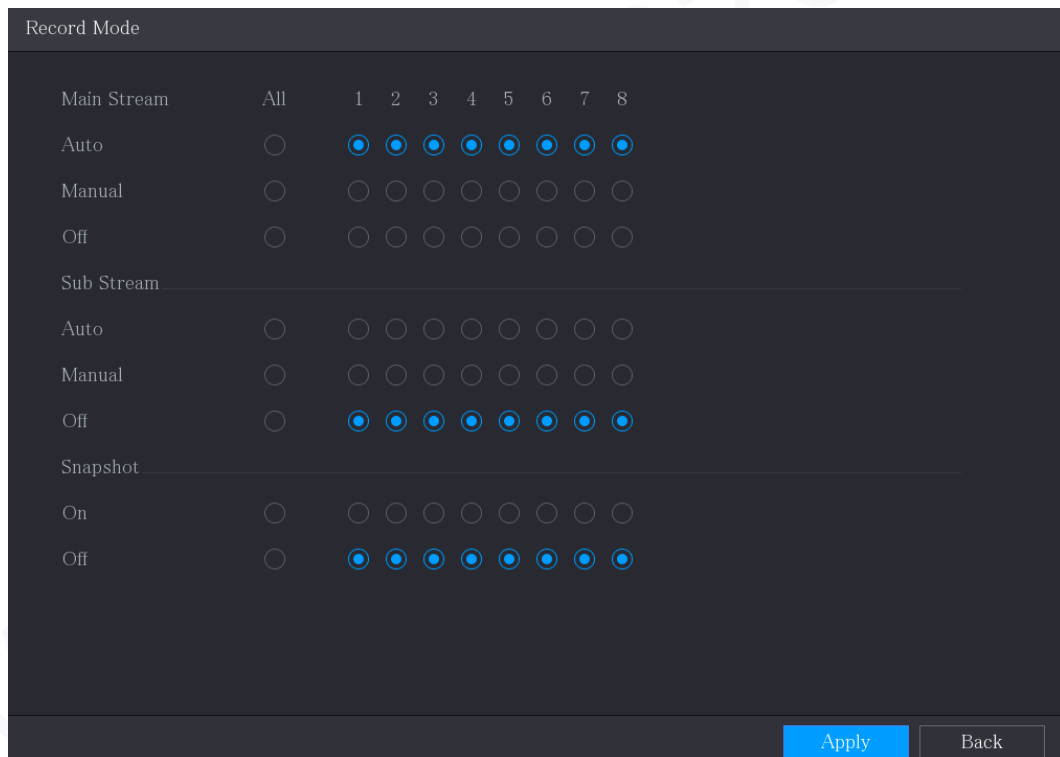 Record Mode
Main Stream All 1 2 3 4 5 6 7 8
Auto
Manual
Off
Sub Stream
Auto
Manual
Off
Snapshot
On
Off
Apply Back